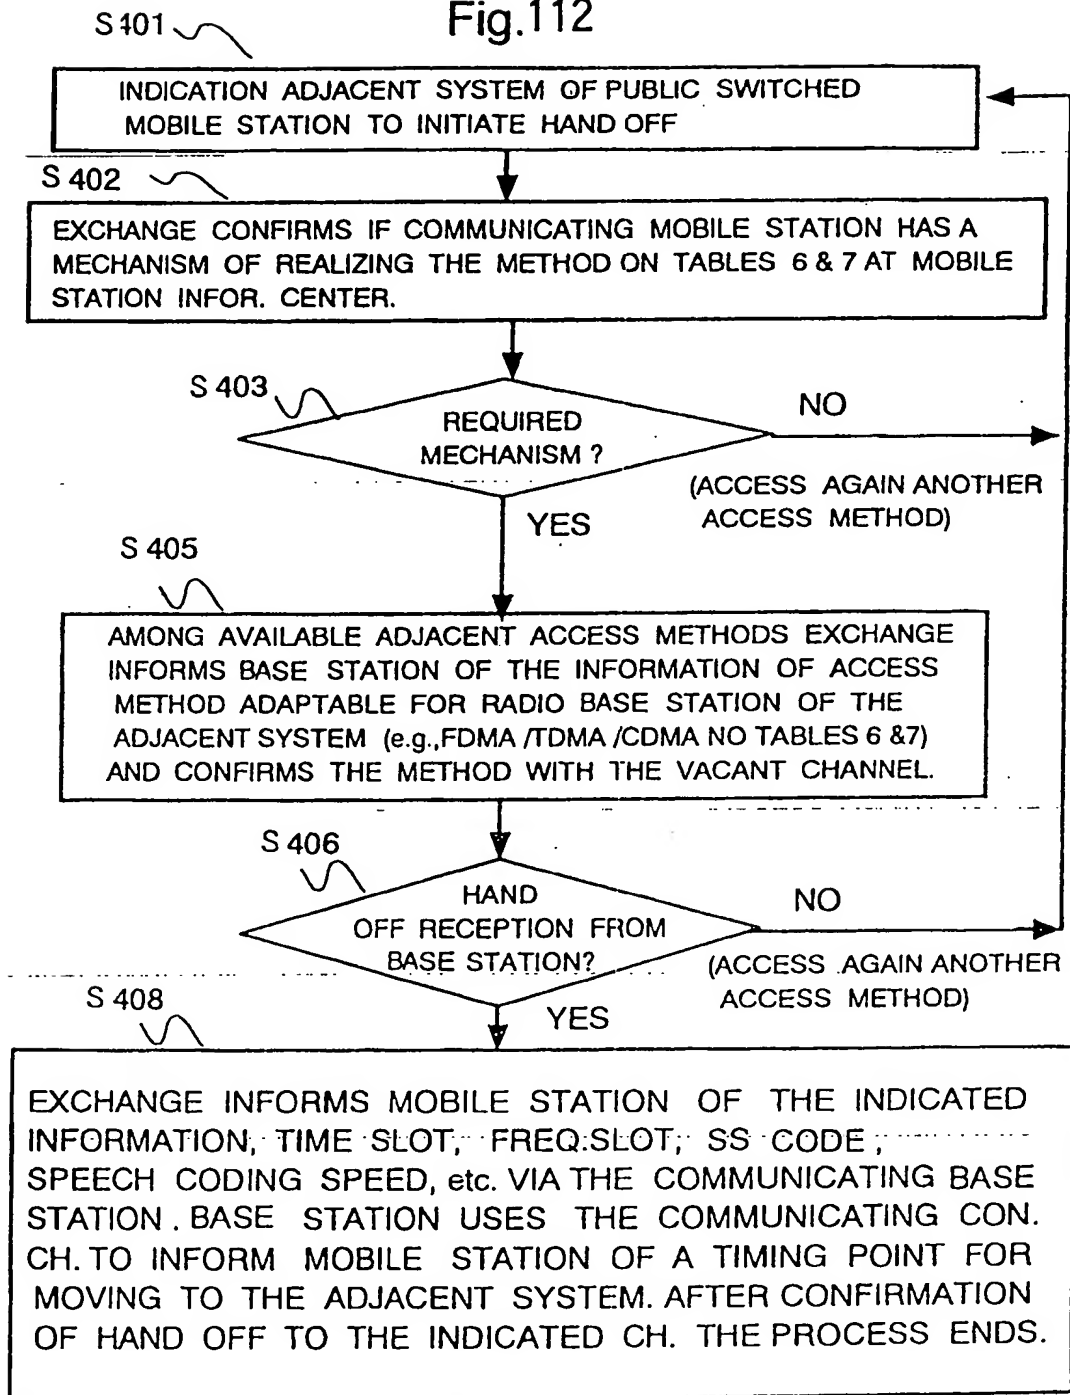 Fig.112
S 401
INDICATION ADJACENT SYSTEM OF PUBLIC SWITCHED
MOBILE STATION TO INITIATE HAND OFF
S 402
EXCHANGE CONFIRMS IF COMMUNICATING MOBILE STATION HAS A
MECHANISM OF REALIZING THE METHOD ON TABLES 6 & 7 AT MOBILE
STATION INFOR. CENTER.
S 403
REQUIRED
MECHANISM ?
NO
(ACCESS AGAIN ANOTHER
ACCESS METHOD)
YES
S 405
AMONG AVAILABLE ADJACENT ACCESS METHODS EXCHANGE
INFORMS BASE STATION OF THE INFORMATION OF ACCESS
METHOD ADAPTABLE FOR RADIO BASE STATION OF THE
ADJACENT SYSTEM (e.g.,FDMA /TDMA /CDMA NO TABLES 6 &7)
AND CONFIRMS THE METHOD WITH THE VACANT CHANNEL.
S 406
HAND
OFF RECEPTION FROM
BASE STATION?
NO
(ACCESS AGAIN ANOTHER
ACCESS METHOD)
YES
S 408
EXCHANGE INFORMS MOBILE STATION OF THE INDICATED
INFORMATION, TIME SLOT, FREQ.SLOT, SS CODE ,
SPEECH CODING SPEED, etc. VIA THE COMMUNICATING BASE
STATION . BASE STATION USES THE COMMUNICATING CON.
CH. TO INFORM MOBILE STATION OF A TIMING POINT FOR
MOVING TO THE ADJACENT SYSTEM. AFTER CONFIRMATION
OF HAND OFF TO THE INDICATED CH. THE PROCESS ENDS.